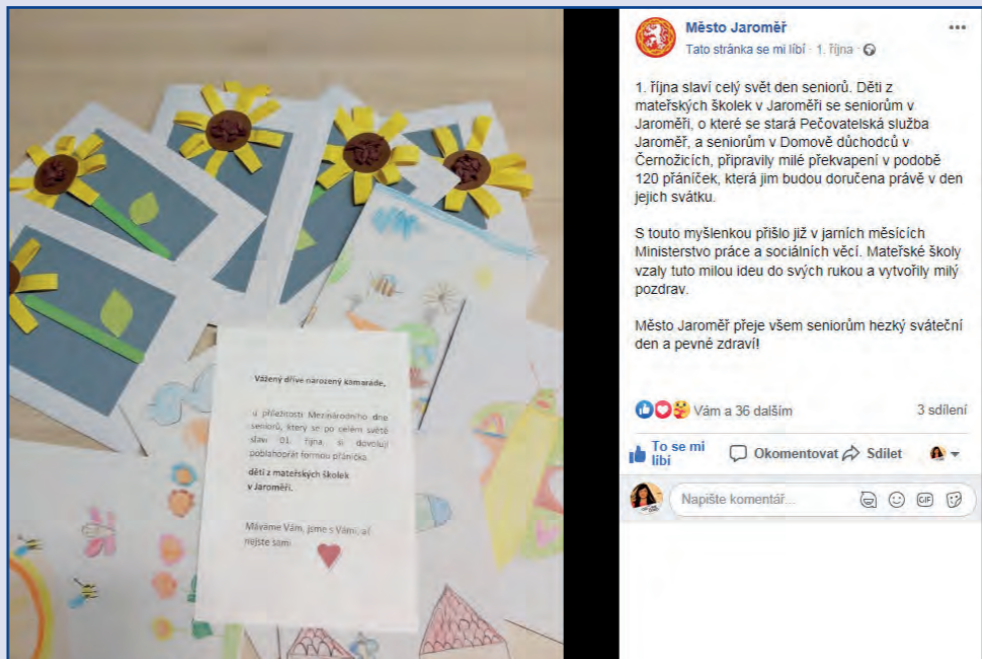 Vážený dříve narozený kamaráde,
u příležitosti Mezinárodního dne
seniorů, který se po celém světě
slaví 01. října si dovolují
poblahopřát formou přáníčka
děti z mateřských školek
v Jaroměři.
Máváme Vám, jsme s Vámi, ať
nejste sami
Město Jaroměř
Tato stránka se mi líbí · 1. října ·
1. října slaví celý svět den seniorů. Děti z
mateřských školek v Jaroměři se seniorům v
Jaroměři, o které se stará Pečovatelská služba
Jaroměř, a seniorům v Domově důchodců v
Černožicích, připravily milé překvapení v podobě
120 přáníček, která jim budou doručena právě v den
jejich svátku.
S touto myšlenkou přišlo již v jarních měsících
Ministerstvo práce a sociálních věcí. Mateřské školy
vzaly tuto milou ideu do svých rukou a vytvořily milý
pozdrav.
Město Jaroměř přeje všem seniorům hezký sváteční
den a pevné zdraví!
Vám a 36 dalším 3 sdílení
To se mi líbí Okomentovat Sdílet
Napište komentář...
GIF